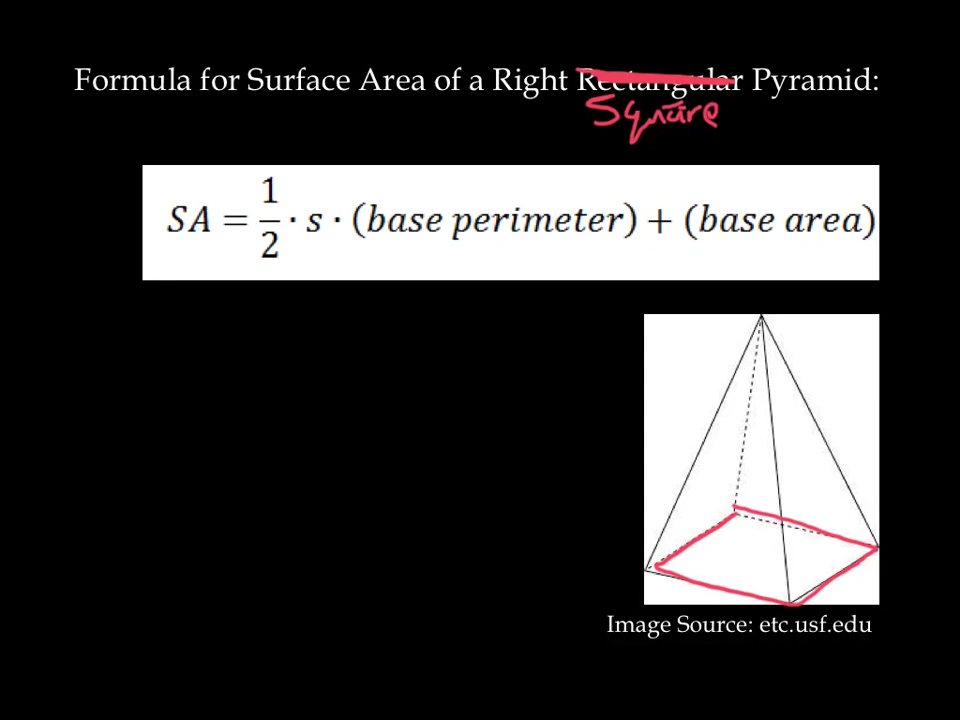 Formula for Surface Area of a Right Rectangular Pyramid:
Square
SA = 1/2 · s · (base perimeter) + (base area)
Image Source: etc.usf.edu